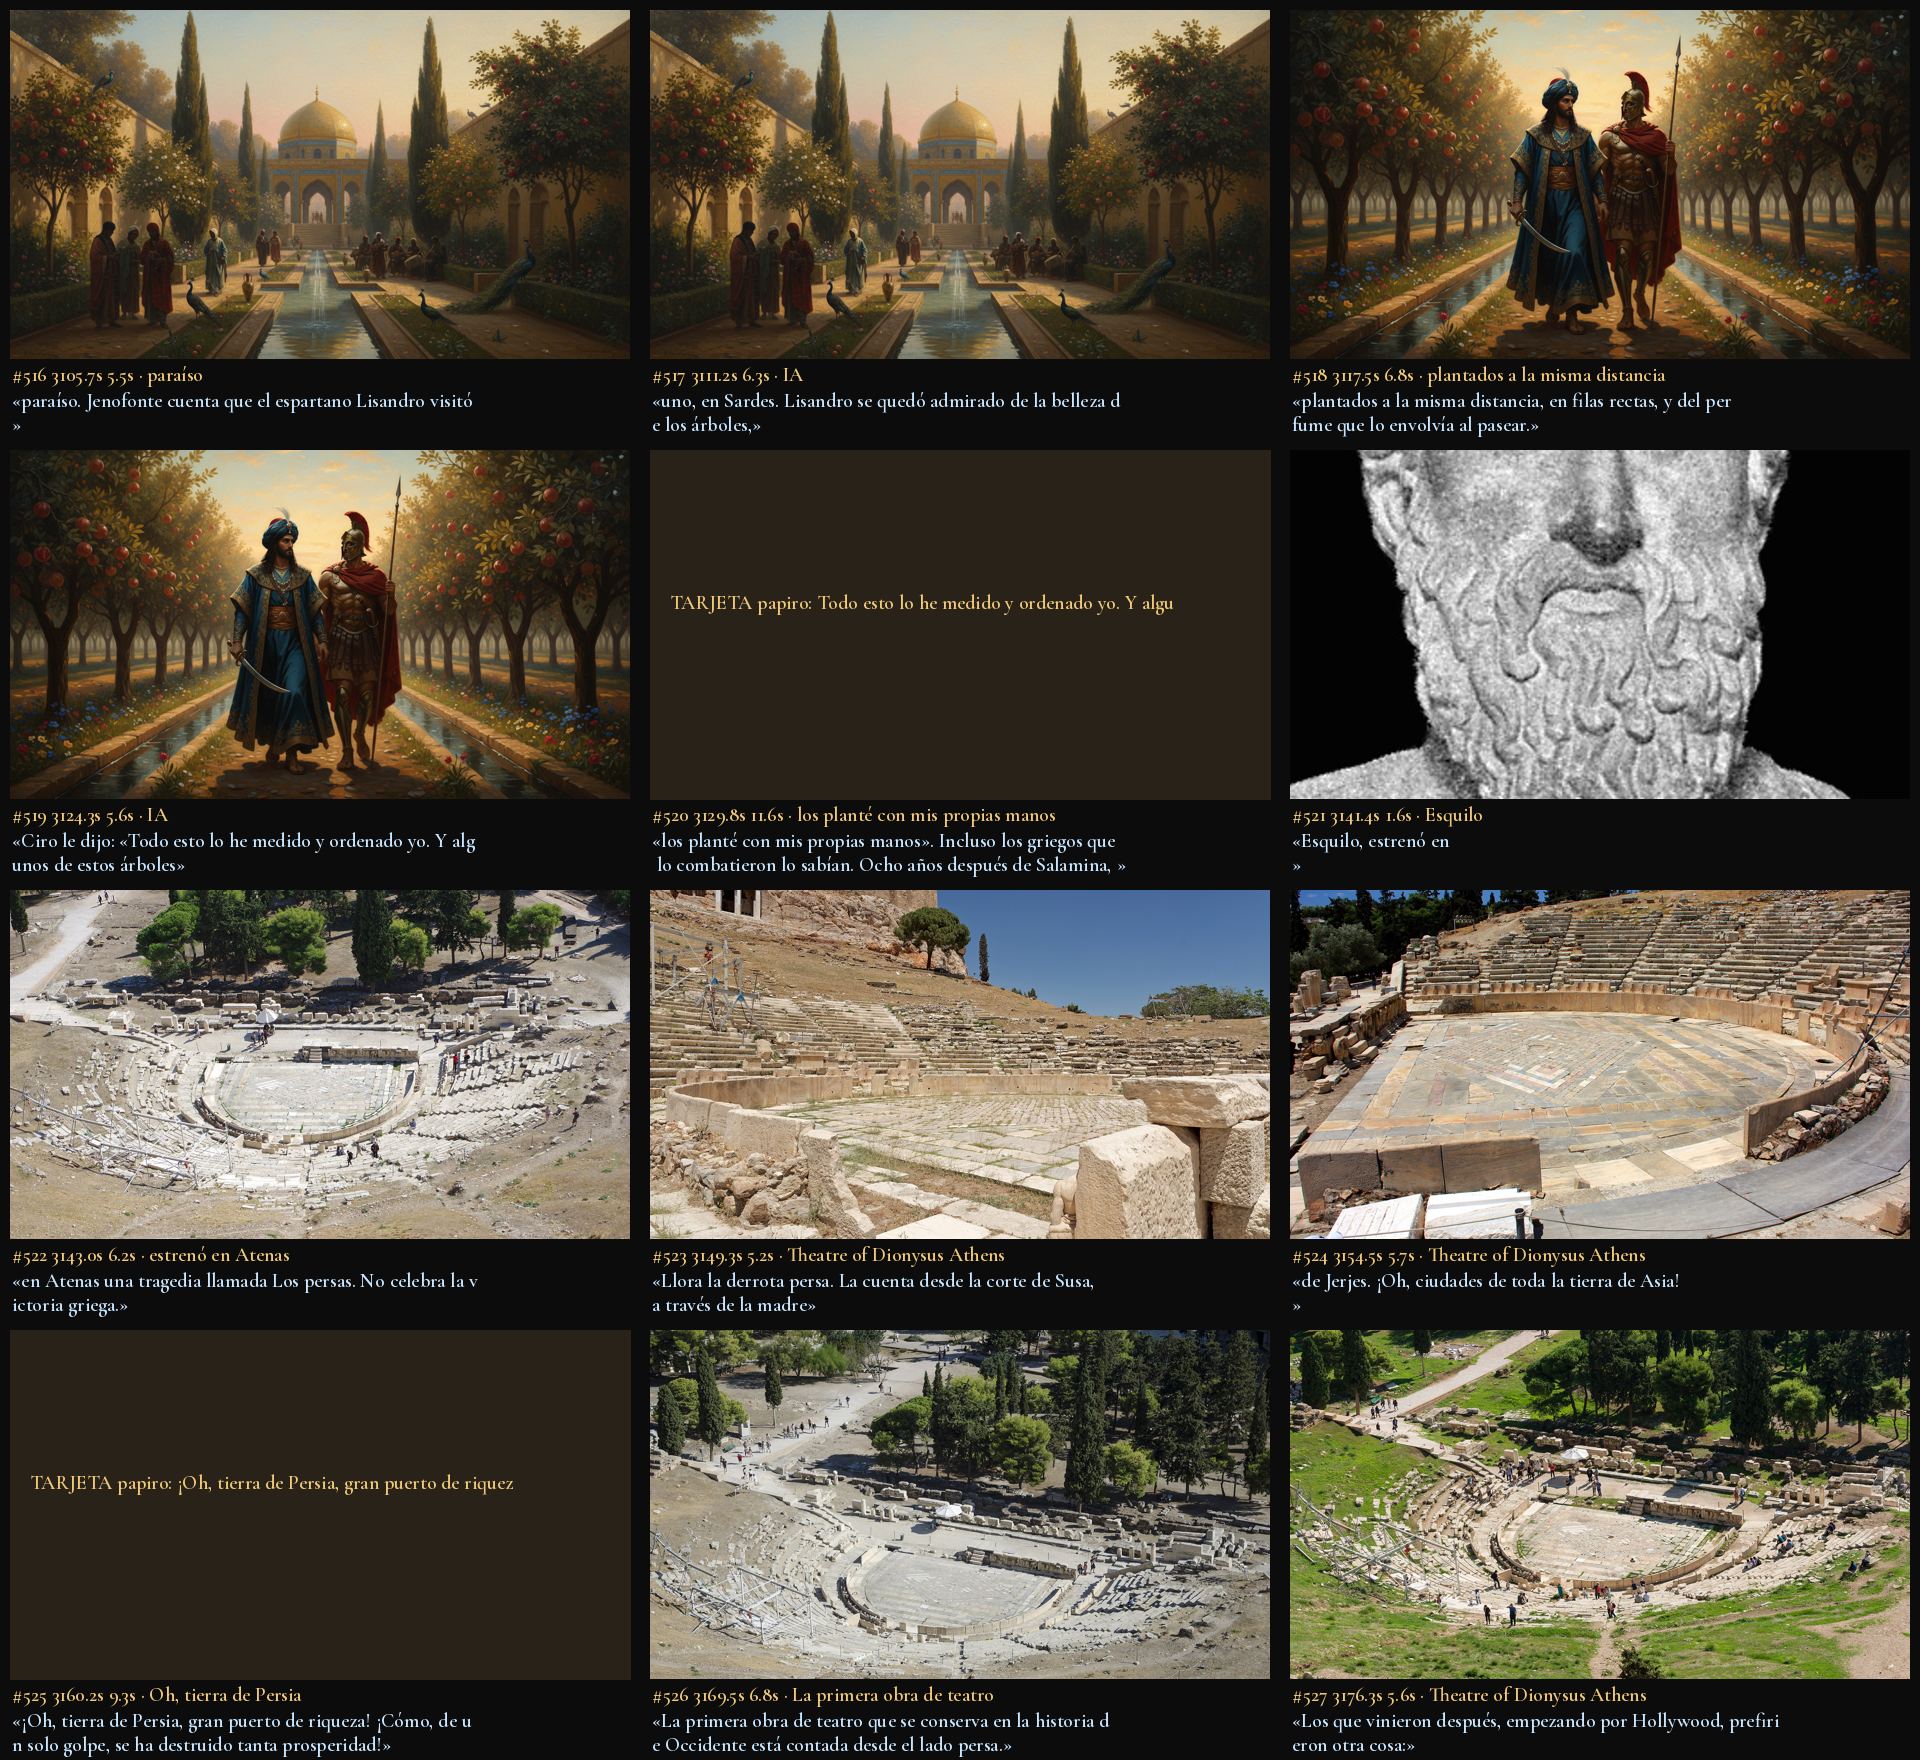 #516 3105.7s 5.5s · paraíso
«paraíso. Jenofonte cuenta que el espartano Lisandro visitó
»
#517 3111.2s 6.3s · IA
«uno, en Sardes. Lisandro se quedó admirado de la belleza d
e los árboles,»
#518 3117.5s 6.8s · plantados a la misma distancia
«plantados a la misma distancia, en filas rectas, y del per
fume que lo envolvía al pasear.»
#519 3124.3s 5.6s · IA
«Ciro le dijo: «Todo esto lo he medido y ordenado yo. Y alg
unos de estos árboles»
TARJETA papiro: Todo esto lo he medido y ordenado yo. Y algu
#520 3129.8s 11.6s · los planté con mis propias manos
«los planté con mis propias manos». Incluso los griegos que
lo combatieron lo sabían. Ocho años después de Salamina, »
#521 3141.4s 1.6s · Esquilo
«Esquilo, estrenó en
»
#522 3143.0s 6.2s · estrenó en Atenas
«en Atenas una tragedia llamada Los persas. No celebra la v
ictoria griega.»
#523 3149.3s 5.2s · Theatre of Dionysus Athens
«Llora la derrota persa. La cuenta desde la corte de Susa,
a través de la madre»
#524 3154.5s 5.7s · Theatre of Dionysus Athens
«de Jerjes. ¡Oh, ciudades de toda la tierra de Asia!
»
TARJETA papiro: ¡Oh, tierra de Persia, gran puerto de riquez
#525 3160.2s 9.3s · Oh, tierra de Persia
«¡Oh, tierra de Persia, gran puerto de riqueza! ¡Cómo, de u
n solo golpe, se ha destruido tanta prosperidad!»
#526 3169.5s 6.8s · La primera obra de teatro
«La primera obra de teatro que se conserva en la historia d
e Occidente está contada desde el lado persa.»
#527 3176.3s 5.6s · Theatre of Dionysus Athens
«Los que vinieron después, empezando por Hollywood, prefiri
eron otra cosa:»